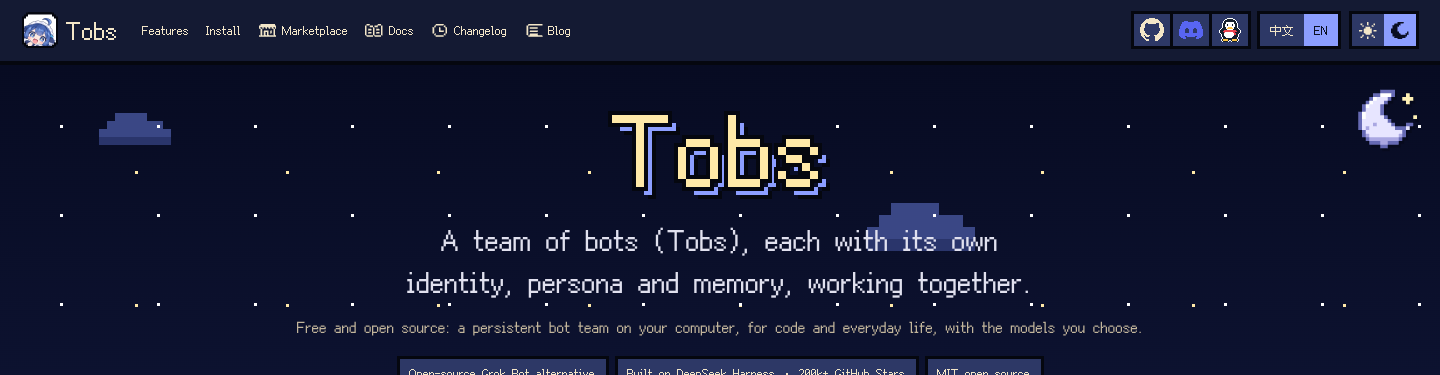 Tobs
Features Install Marketplace Docs Changelog Blog
中文 EN
Tobs
A team of bots (Tobs), each with its own
identity, persona and memory, working together.
Free and open source: a persistent bot team on your computer, for code and everyday life, with the models you choose.
Open-source Grok Bot alternative
Built on DeepSeek Harness · 200k+ GitHub Stars
MIT open source